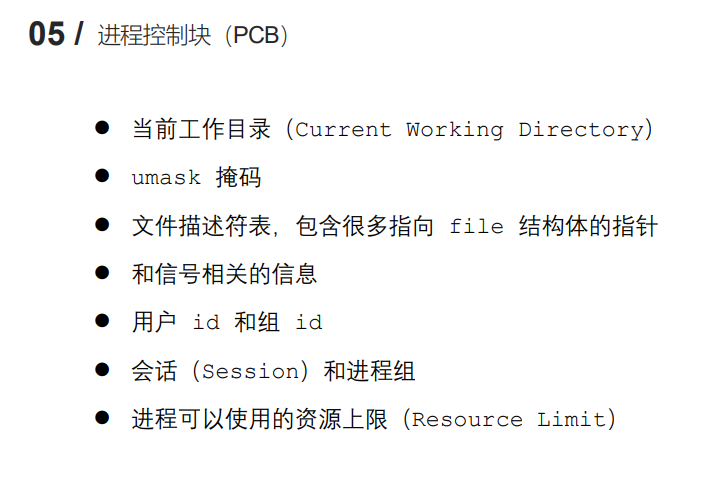 05 / 进程控制块（PCB）
● 当前工作目录（Current Working Directory）
● umask 掩码
● 文件描述符表，包含很多指向 file 结构体的指针
● 和信号相关的信息
● 用户 id 和组 id
● 会话（Session）和进程组
● 进程可以使用的资源上限（Resource Limit）